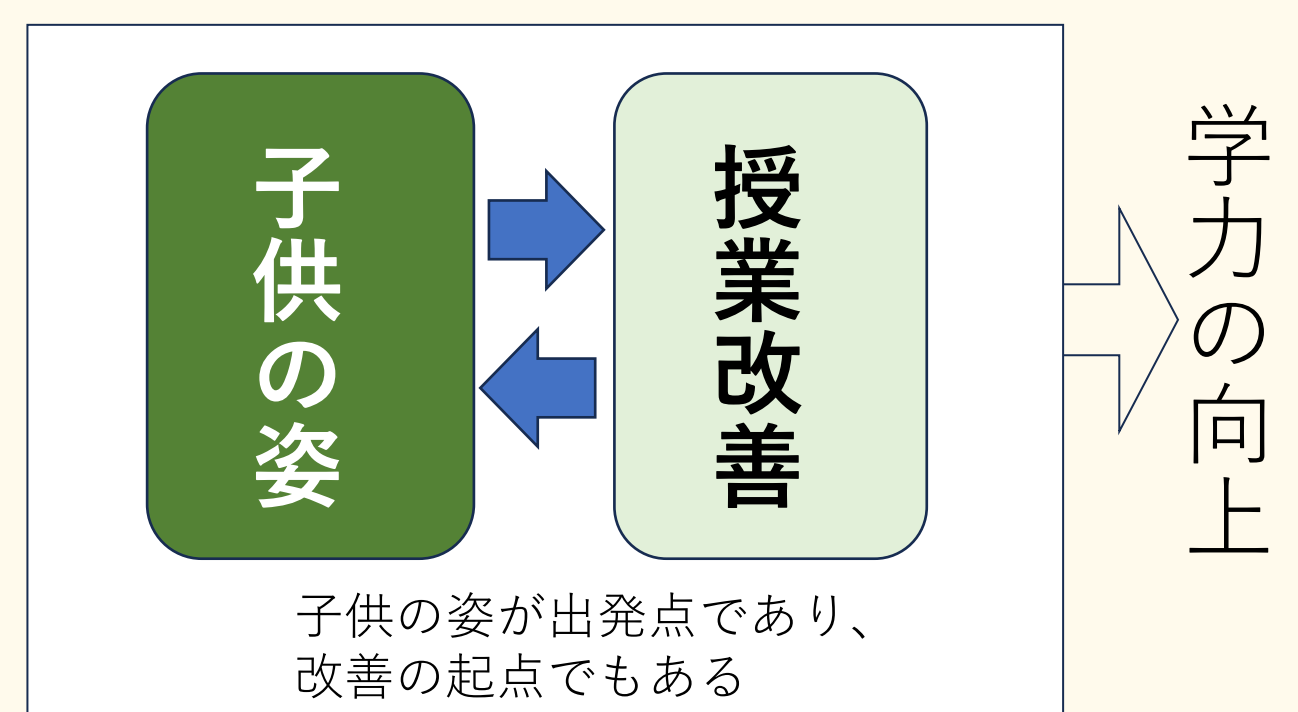 子供の姿
授業改善
子供の姿が出発点であり、
改善の起点でもある
学力の向上